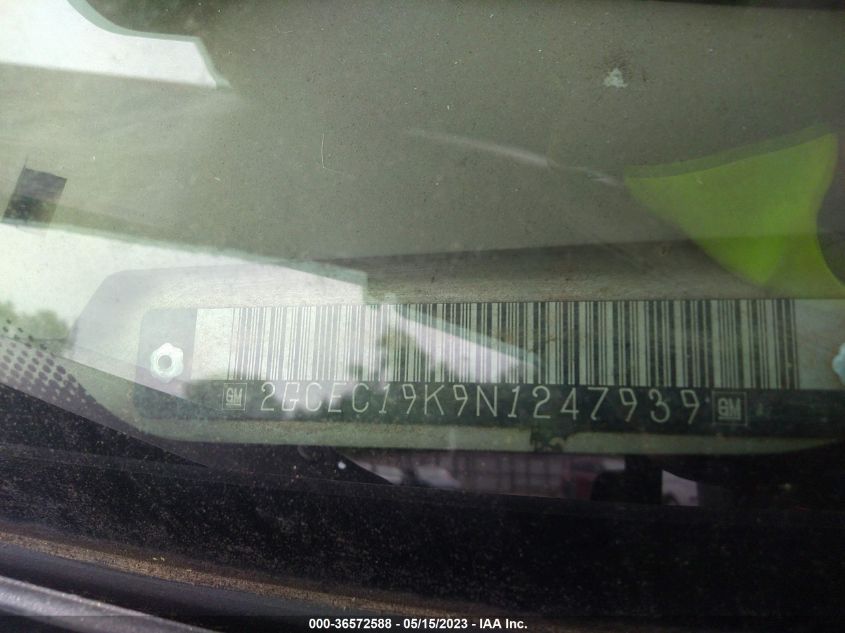 GM 2GCEC19K9N1247939 GM
000-36572588 - 05/15/2023 - IAA Inc.